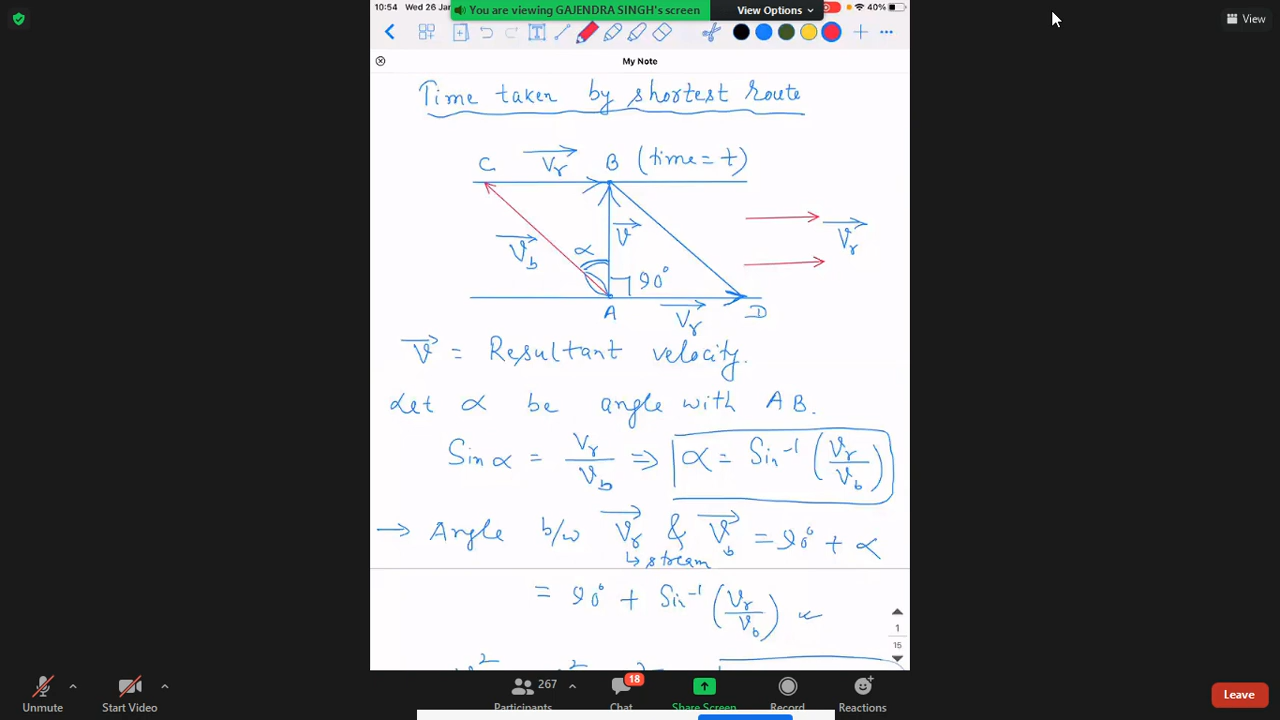 10:54 Wed 26 Jan
You are viewing GAJENDRA SINGH's screen
View Options
40%
View
My Note
Time taken by shortest Route
C Vr B (time = t)
Vb α V Vr
90°
A Vr D
V = Resultant velocity.
Let α be angle with AB.
Sin α = Vr/Vb ⇒ α = Sin⁻¹ (Vr/Vb)
→ Angle b/w Vr & Vb = 90° + α
↳ stream
= 90° + Sin⁻¹ (Vr/Vb)
1
15
18
267
Unmute Start Video Participants Chat Share Screen Record Reactions Leave